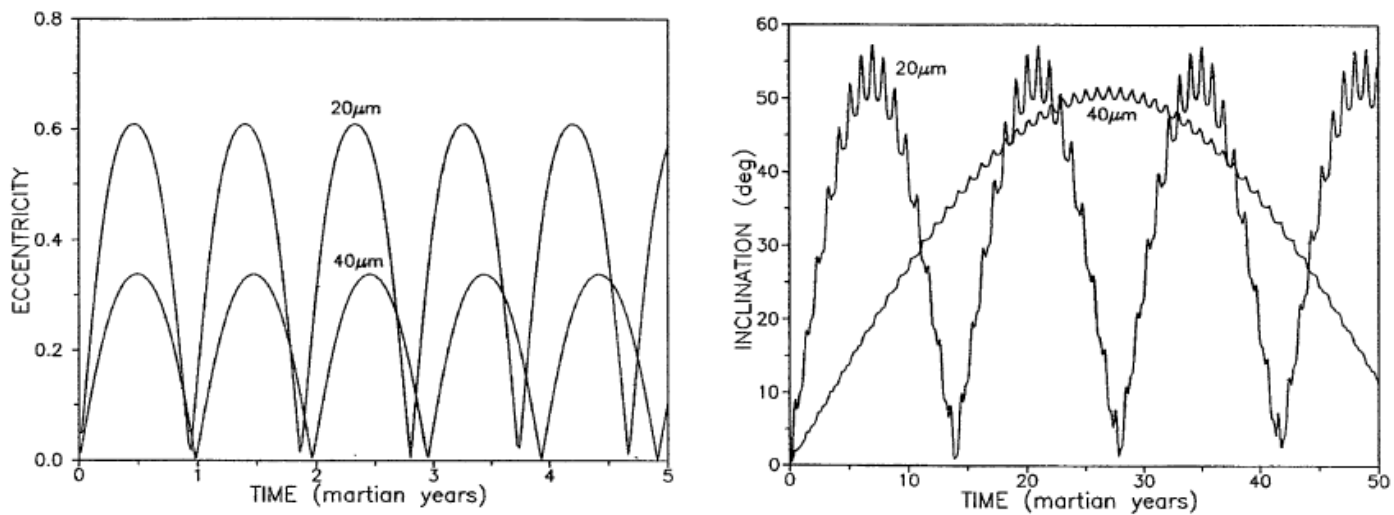 0.8
0.6
0.4
0.2
0.0
ECCENTRICITY
20μm
40μm
0 1 2 3 4 5
TIME (martian years)
60
50
40
30
20
10
0
INCLINATION (deg)
20μm
40μm
0 10 20 30 40 50
TIME (martian years)